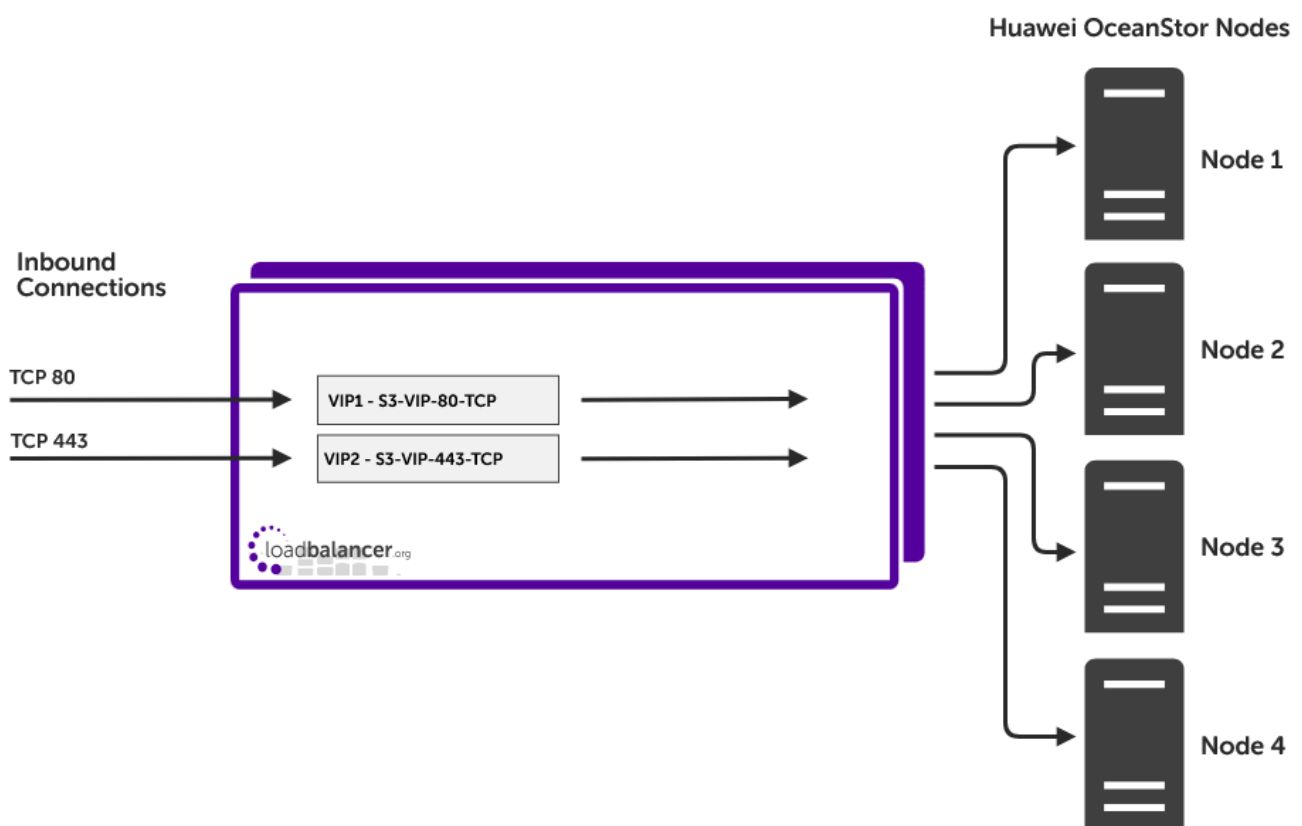 Huawei OceanStor Nodes
Node 1
Inbound
Connections
TCP 80
VIP1 - S3-VIP-80-TCP
Node 2
TCP 443
VIP2 - S3-VIP-443-TCP
loadbalancer.org
Node 3
Node 4